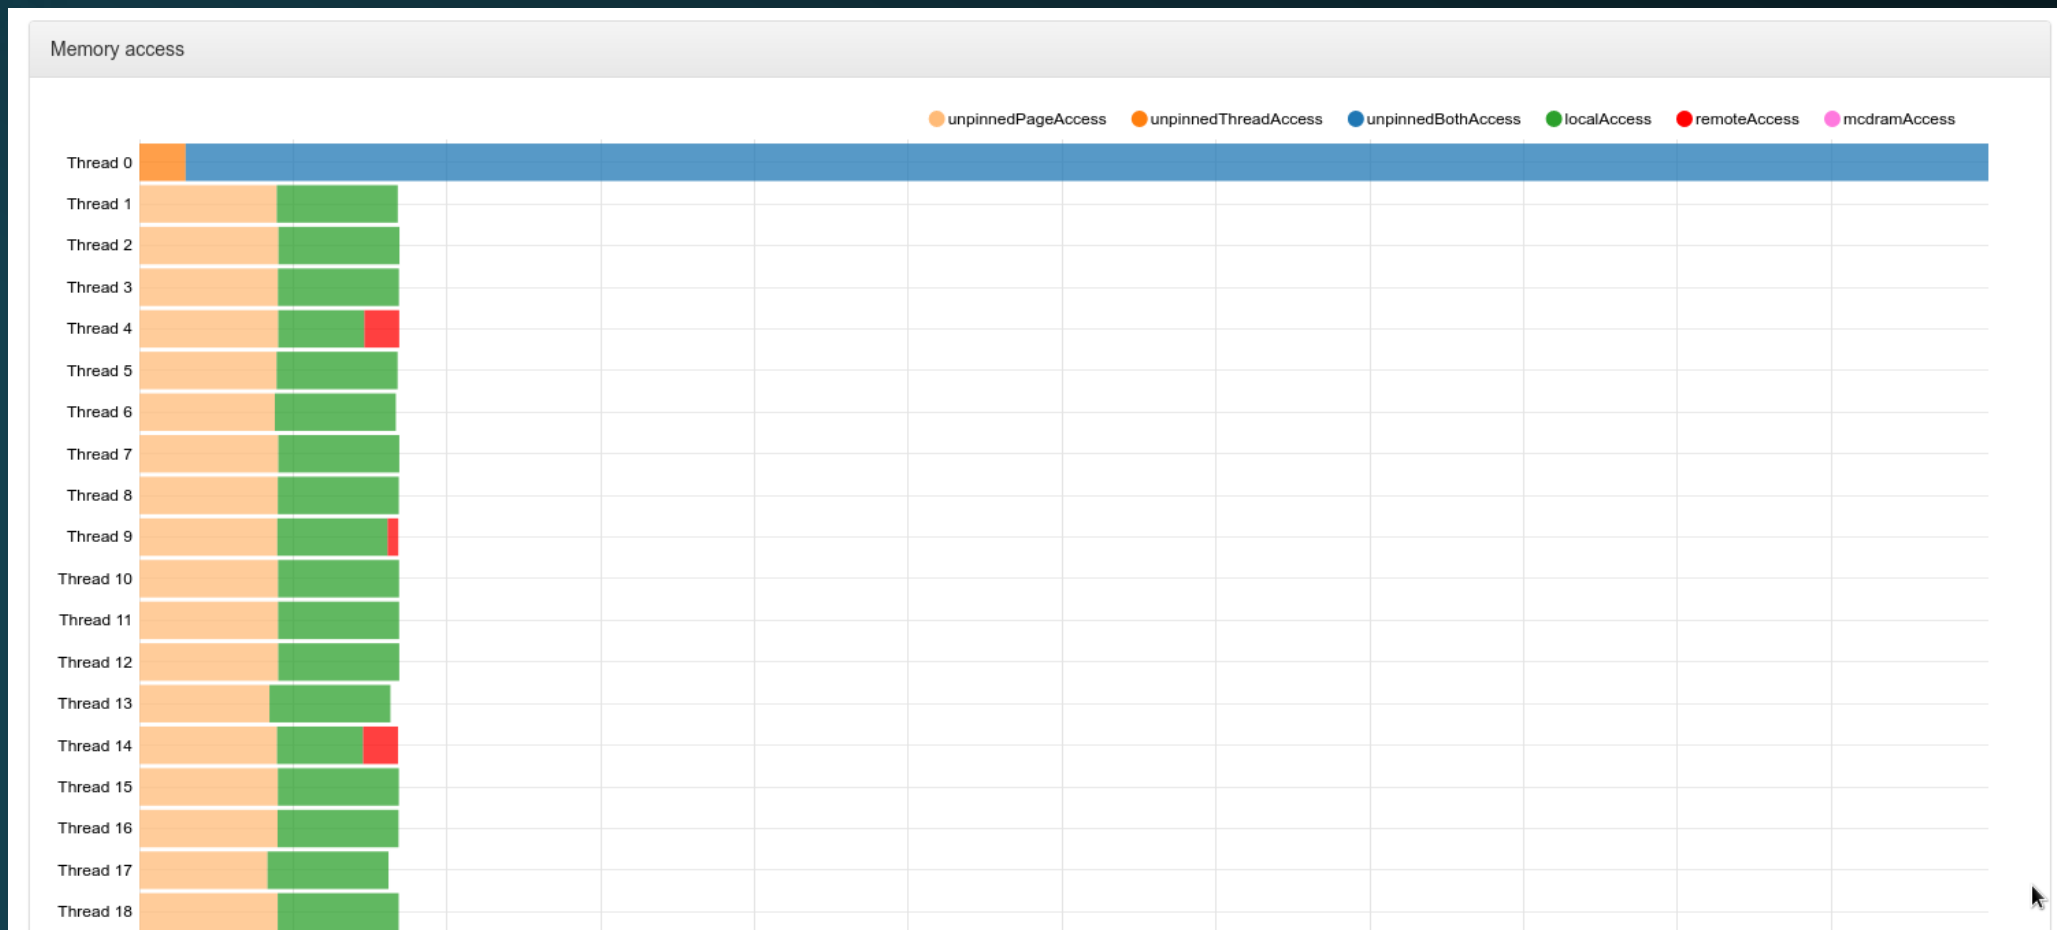 Memory access
unpinnedPageAccess unpinnedThreadAccess unpinnedBothAccess localAccess remoteAccess mcdramAccess
Thread 0
Thread 1
Thread 2
Thread 3
Thread 4
Thread 5
Thread 6
Thread 7
Thread 8
Thread 9
Thread 10
Thread 11
Thread 12
Thread 13
Thread 14
Thread 15
Thread 16
Thread 17
Thread 18